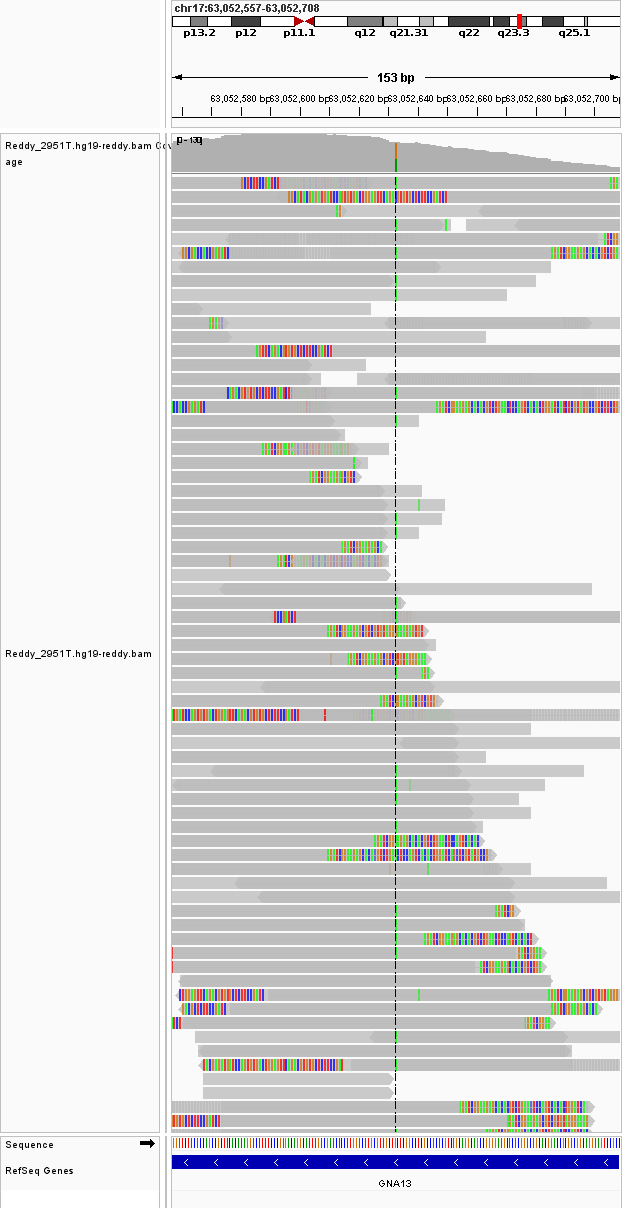 chr17:63,052,557-63,052,708
p13.2 p12 p11.1 q12 q21.31 q22 q23.3 q25.1
153 bp
63,052,580 bp 63,052,600 bp 63,052,620 bp 63,052,640 bp 63,052,660 bp 63,052,680 bp 63,052,700 bp
Reddy_2951T.hg19-reddy.bam Cov
age
Reddy_2951T.hg19-reddy.bam
Sequence
RefSeq Genes
GNA13